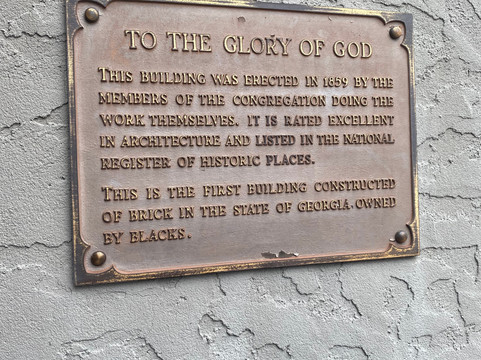 TO THE GLORY OF GOD
THIS BUILDING WAS ERECTED IN 1859 BY THE
MEMBERS OF THE CONGREGATION DOING THE
WORK THEMSELVES. IT IS RATED EXCELLENT
IN ARCHITECTURE AND LISTED IN THE NATIONAL
REGISTER OF HISTORIC PLACES.
THIS IS THE FIRST BUILDING CONSTRUCTED
OF BRICK IN THE STATE OF GEORGIA, OWNED
BY BLACKS.